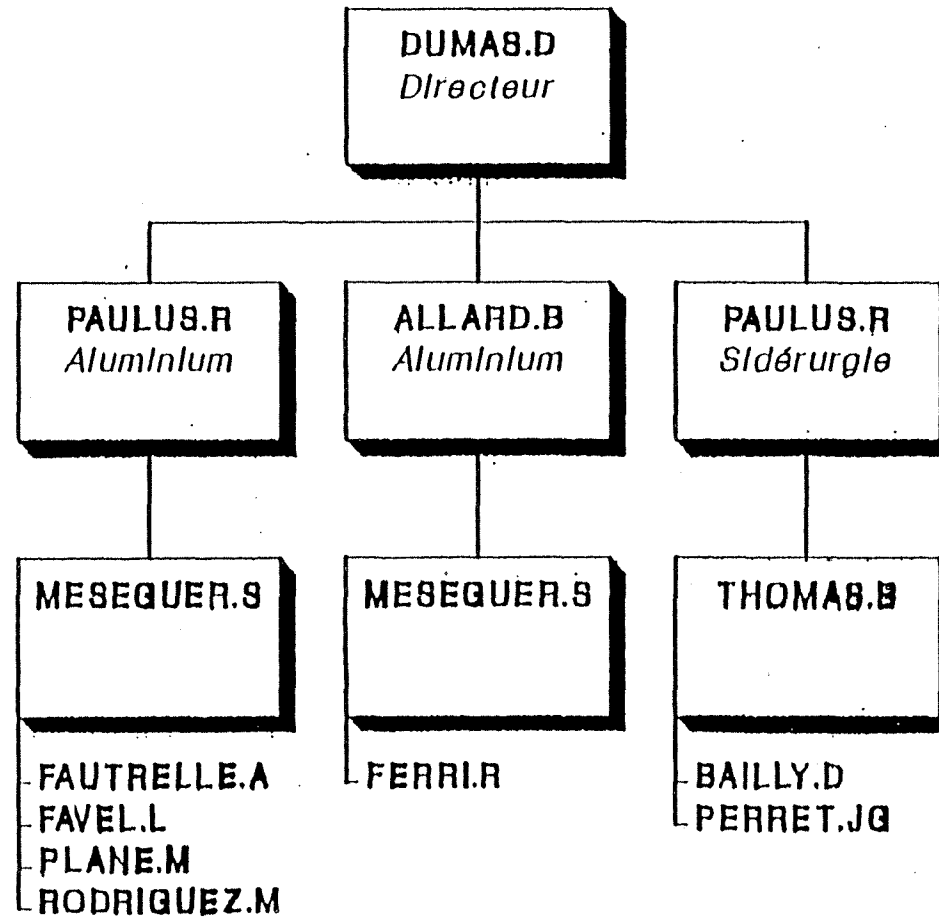 DUMAS.D
Directeur
PAULUS.R
Aluminium
ALLARD.B
Aluminium
PAULUS.R
Sidérurgie
MESEGUER.S
MESEGUER.S
THOMAS.B
FAUTRELLE.A
FAVEL.L
PLANE.M
RODRIGUEZ.M
FERRI.R
BAILLY.D
PERRET.JG